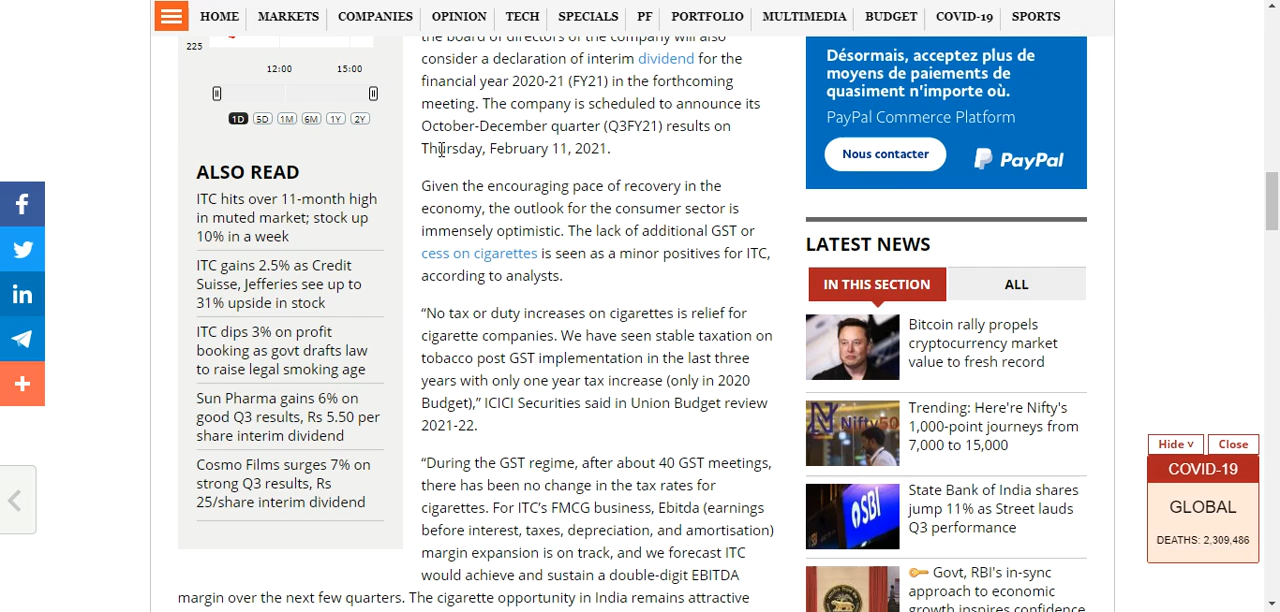 HOME
MARKETS
COMPANIES
OPINION
TECH
SPECIALS
PF
PORTFOLIO
MULTIMEDIA
BUDGET
COVID-19
SPORTS
225
12:00
15:00
1D
5D
1M
6M
1Y
2Y
ALSO READ
ITC hits over 11-month high
in muted market; stock up
10% in a week
ITC gains 2.5% as Credit
Suisse, Jefferies see up to
31% upside in stock
ITC dips 3% on profit
booking as govt drafts law
to raise legal smoking age
Sun Pharma gains 6% on
good Q3 results, Rs 5.50 per
share interim dividend
Cosmo Films surges 7% on
strong Q3 results, Rs
25/share interim dividend
the board of directors of the company will also
consider a declaration of interim dividend for the
financial year 2020-21 (FY21) in the forthcoming
meeting. The company is scheduled to announce its
October-December quarter (Q3FY21) results on
Thursday, February 11, 2021.
Given the encouraging pace of recovery in the
economy, the outlook for the consumer sector is
immensely optimistic. The lack of additional GST or
cess on cigarettes is seen as a minor positives for ITC,
according to analysts.
“No tax or duty increases on cigarettes is relief for
cigarette companies. We have seen stable taxation on
tobacco post GST implementation in the last three
years with only one year tax increase (only in 2020
Budget),” ICICI Securities said in Union Budget review
2021-22.
“During the GST regime, after about 40 GST meetings,
there has been no change in the tax rates for
cigarettes. For ITC’s FMCG business, Ebitda (earnings
before interest, taxes, depreciation, and amortisation)
margin expansion is on track, and we forecast ITC
would achieve and sustain a double-digit EBITDA
margin over the next few quarters. The cigarette opportunity in India remains attractive
Désormais, acceptez plus de
moyens de paiements de
quasiment n'importe où.
PayPal Commerce Platform
Nous contacter
PayPal
LATEST NEWS
IN THIS SECTION
ALL
Bitcoin rally propels
cryptocurrency market
value to fresh record
Nifty50
Trending: Here're Nifty's
1,000-point journeys from
7,000 to 15,000
SBI
State Bank of India shares
jump 11% as Street lauds
Q3 performance
Govt, RBI's in-sync
approach to economic
growth inspires confidence
Hide v
Close
COVID-19
GLOBAL
DEATHS: 2,309,486